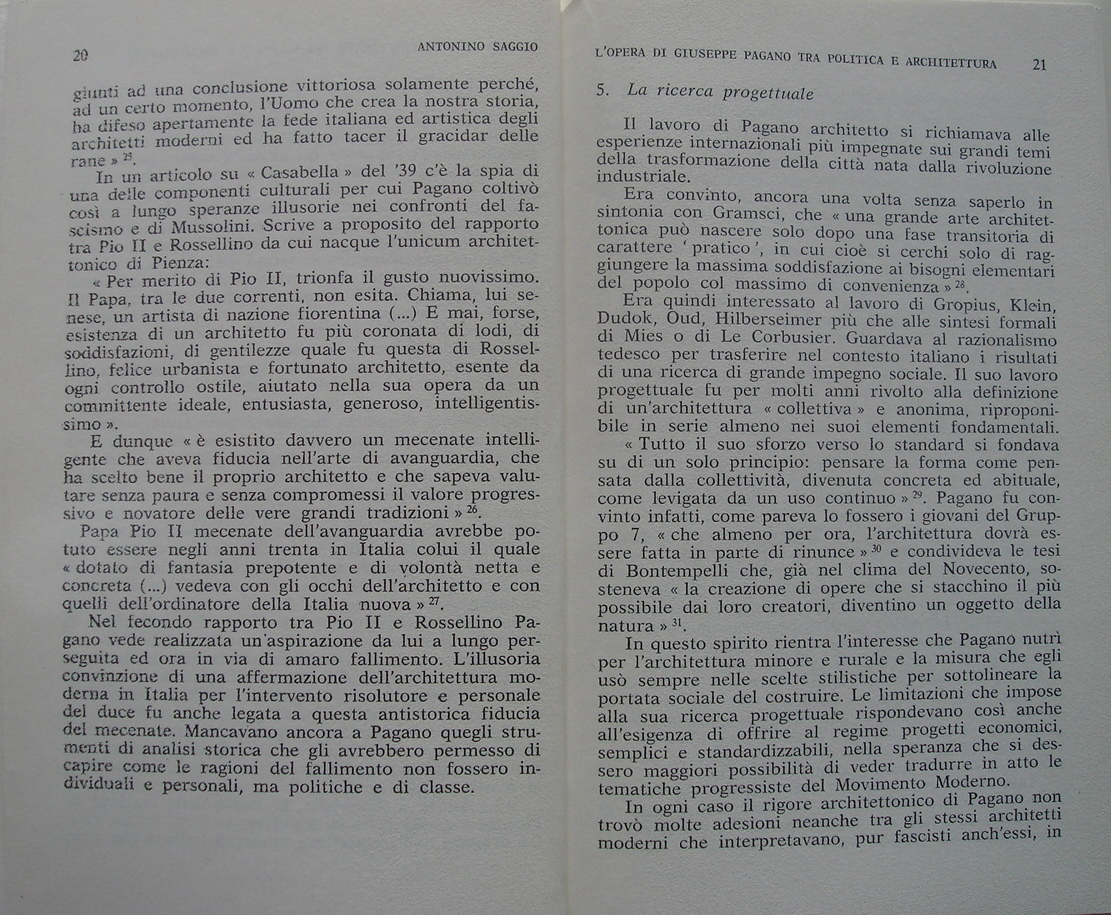 20
ANTONINO SAGGIO
giunti ad una conclusione vittoriosa solamente perché,
ad un certo momento, l'Uomo che crea la nostra storia,
ha difeso apertamente la fede italiana ed artistica degli
architetti moderni ed ha fatto tacer il gracidar delle
rane » 25.
In un articolo su « Casabella » del '39 c'è la spia di
una delle componenti culturali per cui Pagano coltivò
così a lungo speranze illusorie nei confronti del fa-
scismo e di Mussolini. Scrive a proposito del rapporto
tra Pio II e Rossellino da cui nacque l'unicum architet-
tonico di Pienza:
« Per merito di Pio II, trionfa il gusto nuovissimo.
Il Papa, tra le due correnti, non esita. Chiama, lui se-
nese, un artista di nazione fiorentina (...) E mai, forse,
esistenza di un architetto fu più coronata di lodi, di
soddisfazioni, di gentilezze quale fu questa di Rossel-
lino, felice urbanista e fortunato architetto, esente da
ogni controllo ostile, aiutato nella sua opera da un
committente ideale, entusiasta, generoso, intelligentis-
simo ».
E dunque « è esistito davvero un mecenate intelli-
gente che aveva fiducia nell'arte di avanguardia, che
ha scelto bene il proprio architetto e che sapeva valu-
tare senza paura e senza compromessi il valore progres-
sivo e novatore delle vere grandi tradizioni » 26.
Papa Pio II mecenate dell'avanguardia avrebbe po-
tuto essere negli anni trenta in Italia colui il quale
« dotato di fantasia prepotente e di volontà netta e
concreta (...) vedeva con gli occhi dell'architetto e con
quelli dell'ordinatore della Italia nuova » 27.
Nel fecondo rapporto tra Pio II e Rossellino Pa-
gano vede realizzata un'aspirazione da lui a lungo per-
seguita ed ora in via di amaro fallimento. L'illusoria
convinzione di una affermazione dell'architettura mo-
derna in Italia per l'intervento risolutore e personale
del duce fu anche legata a questa antistorica fiducia
del mecenate. Mancavano ancora a Pagano quegli stru-
menti di analisi storica che gli avrebbero permesso di
capire come le ragioni del fallimento non fossero in-
dividuali e personali, ma politiche e di classe.
L'OPERA DI GIUSEPPE PAGANO TRA POLITICA E ARCHITETTURA
21
5. La ricerca progettuale
Il lavoro di Pagano architetto si richiamava alle
esperienze internazionali più impegnate sui grandi temi
della trasformazione della città nata dalla rivoluzione
industriale.
Era convinto, ancora una volta senza saperlo in
sintonia con Gramsci, che « una grande arte architet-
tonica può nascere solo dopo una fase transitoria di
carattere ' pratico ', in cui cioè si cerchi solo di rag-
giungere la massima soddisfazione ai bisogni elementari
del popolo col massimo di convenienza » 28.
Era quindi interessato al lavoro di Gropius, Klein,
Dudok, Oud, Hilberseimer più che alle sintesi formali
di Mies o di Le Corbusier. Guardava al razionalismo
tedesco per trasferire nel contesto italiano i risultati
di una ricerca di grande impegno sociale. Il suo lavoro
progettuale fu per molti anni rivolto alla definizione
di un'architettura « collettiva » e anonima, riproponi-
bile in serie almeno nei suoi elementi fondamentali.
« Tutto il suo sforzo verso lo standard si fondava
su di un solo principio: pensare la forma come pen-
sata dalla collettività, divenuta concreta ed abituale,
come levigata da un uso continuo » 29. Pagano fu con-
vinto infatti, come pareva lo fossero i giovani del Grup-
po 7, « che almeno per ora, l'architettura dovrà es-
sere fatta in parte di rinunce » 30 e condivideva le tesi
di Bontempelli che, già nel clima del Novecento, so-
steneva « la creazione di opere che si stacchino il più
possibile dai loro creatori, diventino un oggetto della
natura » 31.
In questo spirito rientra l'interesse che Pagano nutrì
per l'architettura minore e rurale e la misura che egli
usò sempre nelle scelte stilistiche per sottolineare la
portata sociale del costruire. Le limitazioni che impose
alla sua ricerca progettuale rispondevano così anche
all'esigenza di offrire al regime progetti economici,
semplici e standardizzabili, nella speranza che si des-
sero maggiori possibilità di veder tradurre in atto le
tematiche progressiste del Movimento Moderno.
In ogni caso il rigore architettonico di Pagano non
trovò molte adesioni neanche tra gli stessi architetti
moderni che interpretavano, pur fascisti anch'essi, in